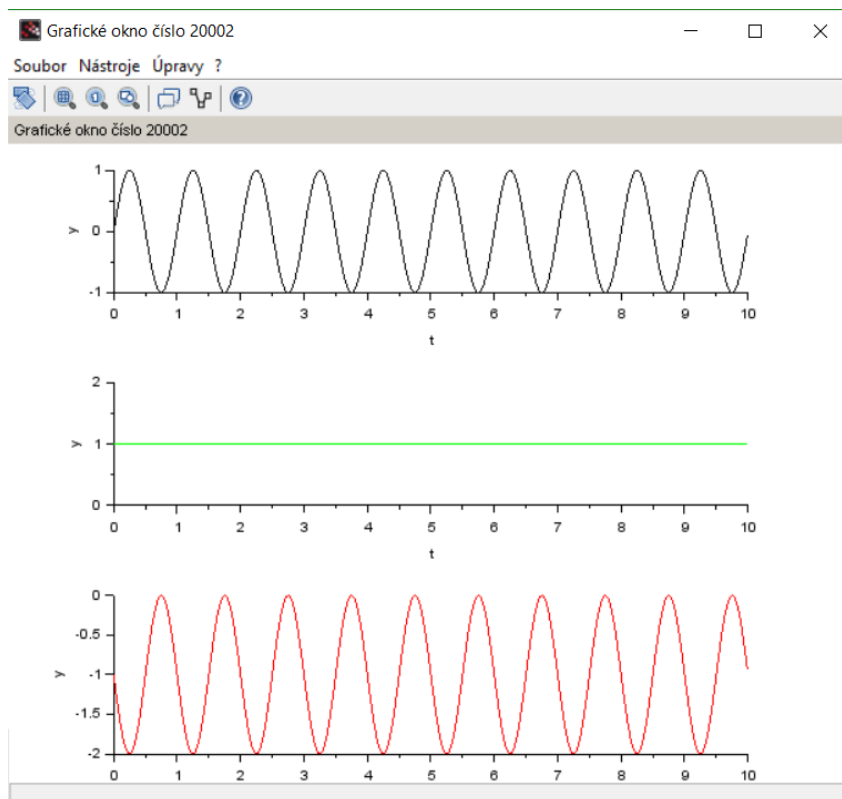 Grafické okno číslo 20002
Soubor Nástroje Úpravy ?
Grafické okno číslo 20002
1
y 0
-1
0 1 2 3 4 5 6 7 8 9 10
t
2
y 1
0
0 1 2 3 4 5 6 7 8 9 10
t
0
-0.5
y -1
-1.5
-2
0 1 2 3 4 5 6 7 8 9 10